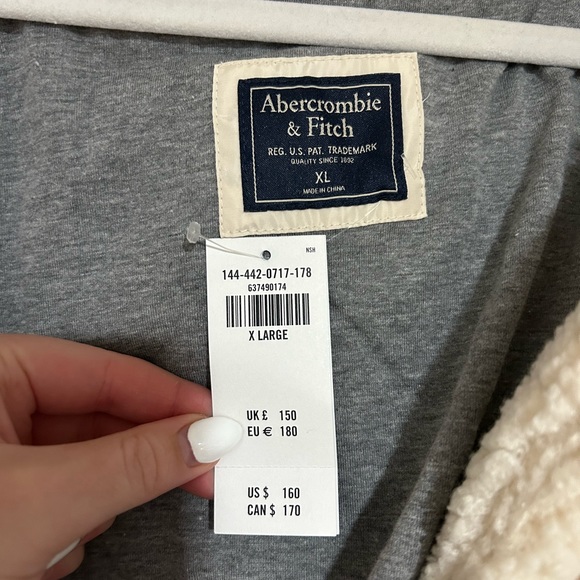 Abercrombie
& Fitch
REG. U.S. PAT. TRADEMARK
QUALITY SINCE 1892
XL
MADE IN CHINA
NSH
144-442-0717-178
637490174
X LARGE
UK £ 150
EU € 180
US $ 160
CAN $ 170